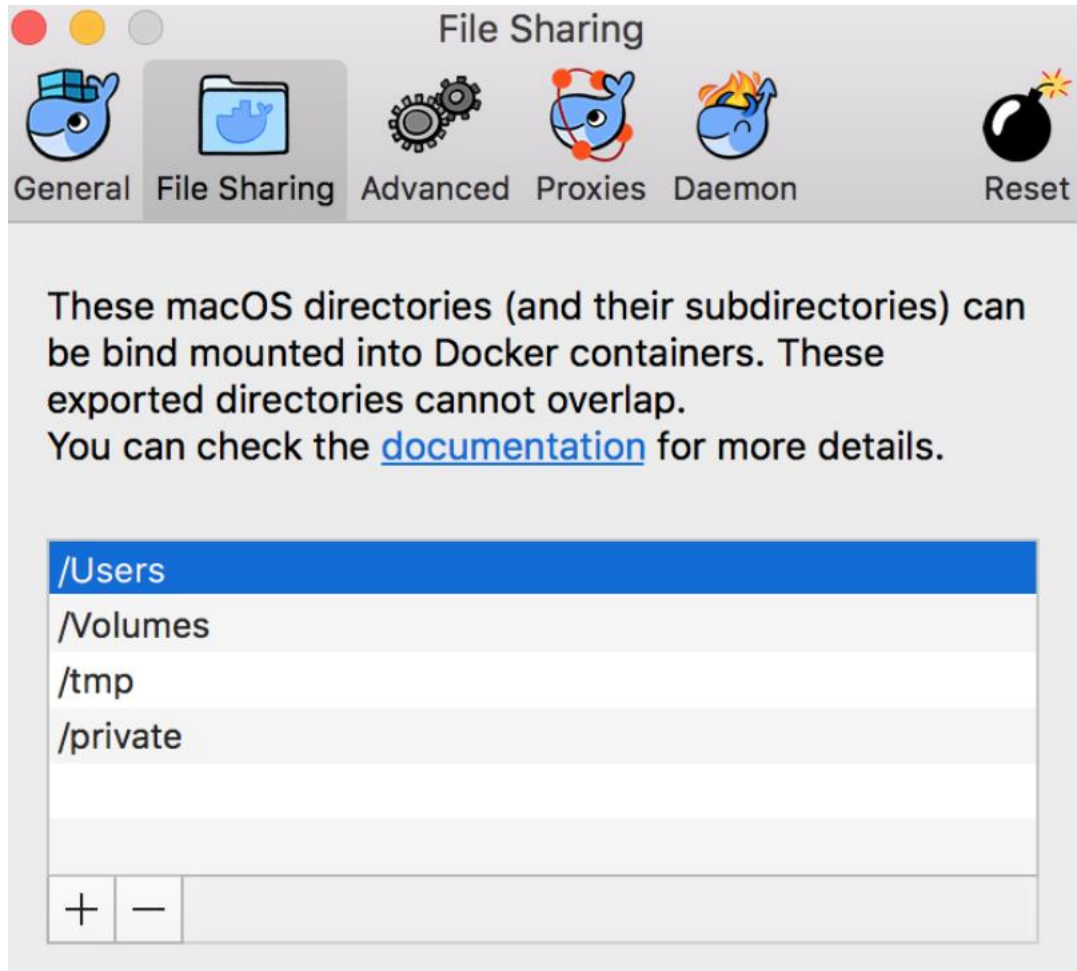 File Sharing
General File Sharing Advanced Proxies Daemon Reset
These macOS directories (and their subdirectories) can
be bind mounted into Docker containers. These
exported directories cannot overlap.
You can check the documentation for more details.
/Users
/Volumes
/tmp
/private